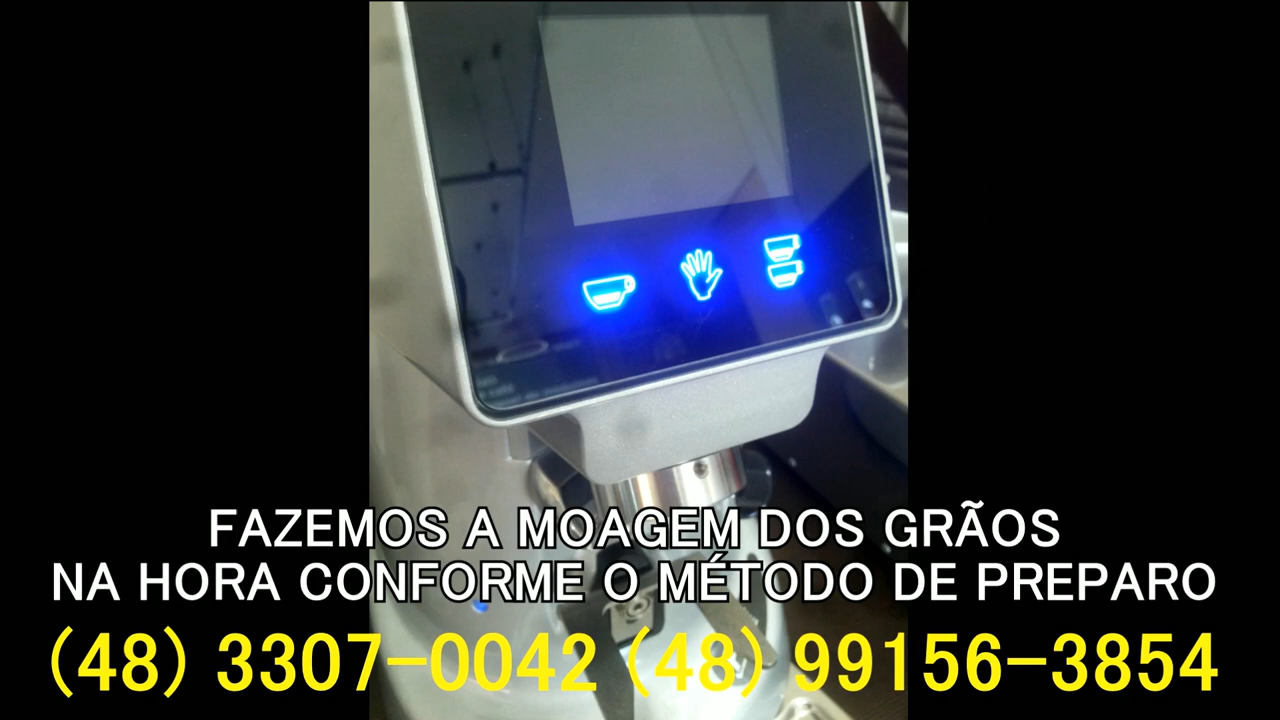 FAZEMOS A MOAGEM DOS GRÃOS
NA HORA CONFORME O MÉTODO DE PREPARO
(48) 3307-0042 (48) 99156-3854